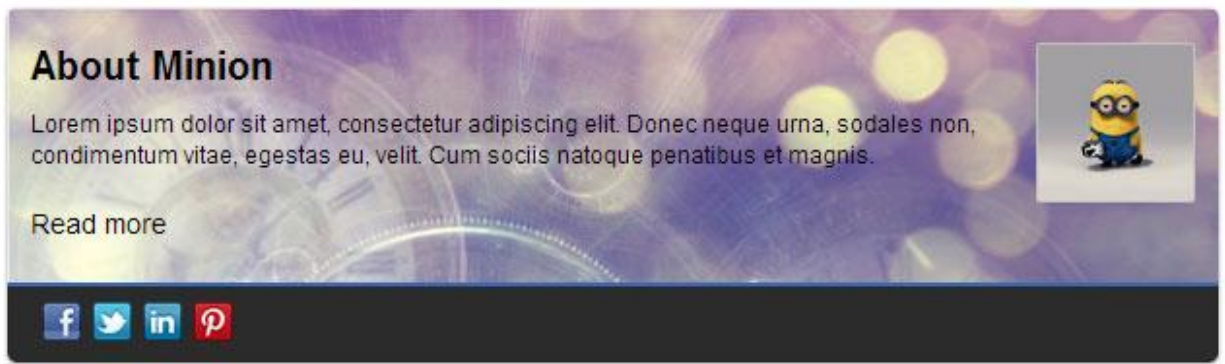 About Minion
Lorem ipsum dolor sit amet, consectetur adipiscing elit. Donec neque urna, sodales non,
condimentum vitae, egestas eu, velit. Cum sociis natoque penatibus et magnis.
Read more
f in p